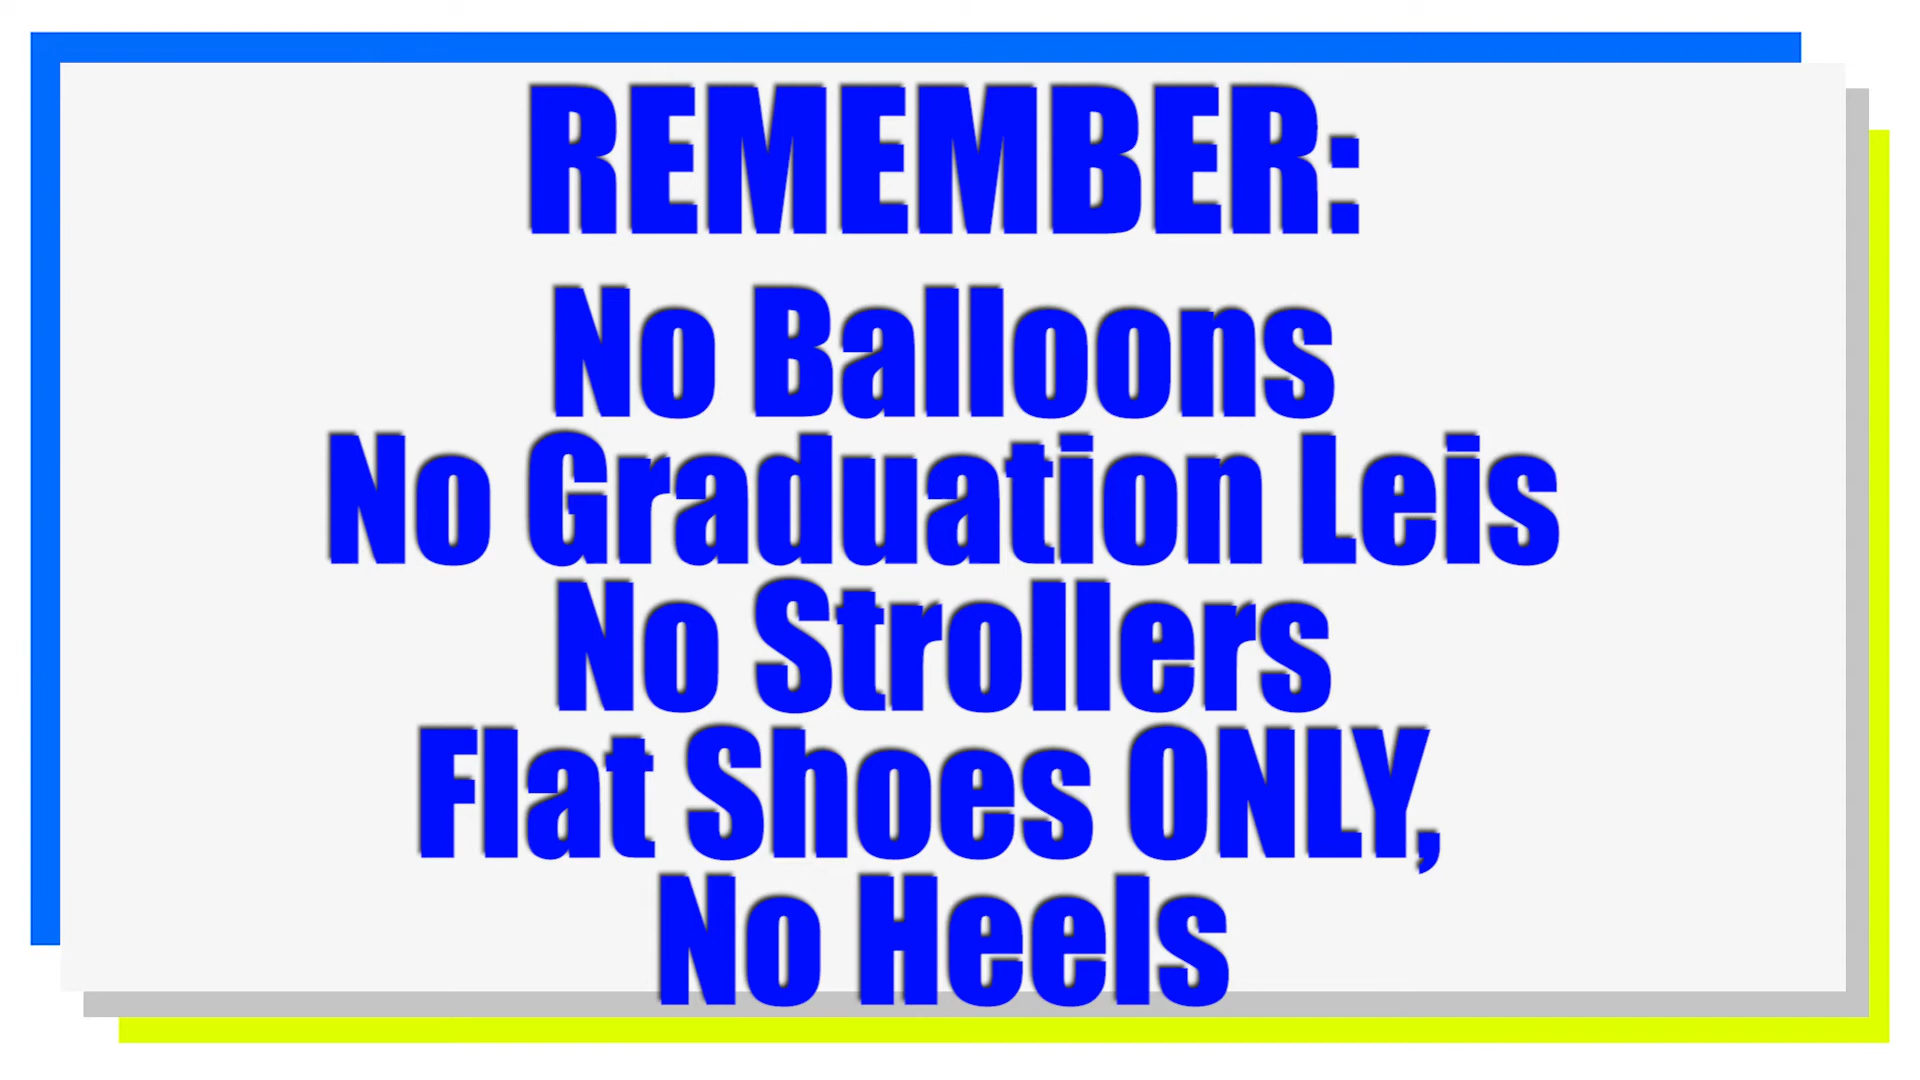 REMEMBER:
No Balloons
No Graduation Leis
No Strollers
Flat Shoes ONLY,
No Heels